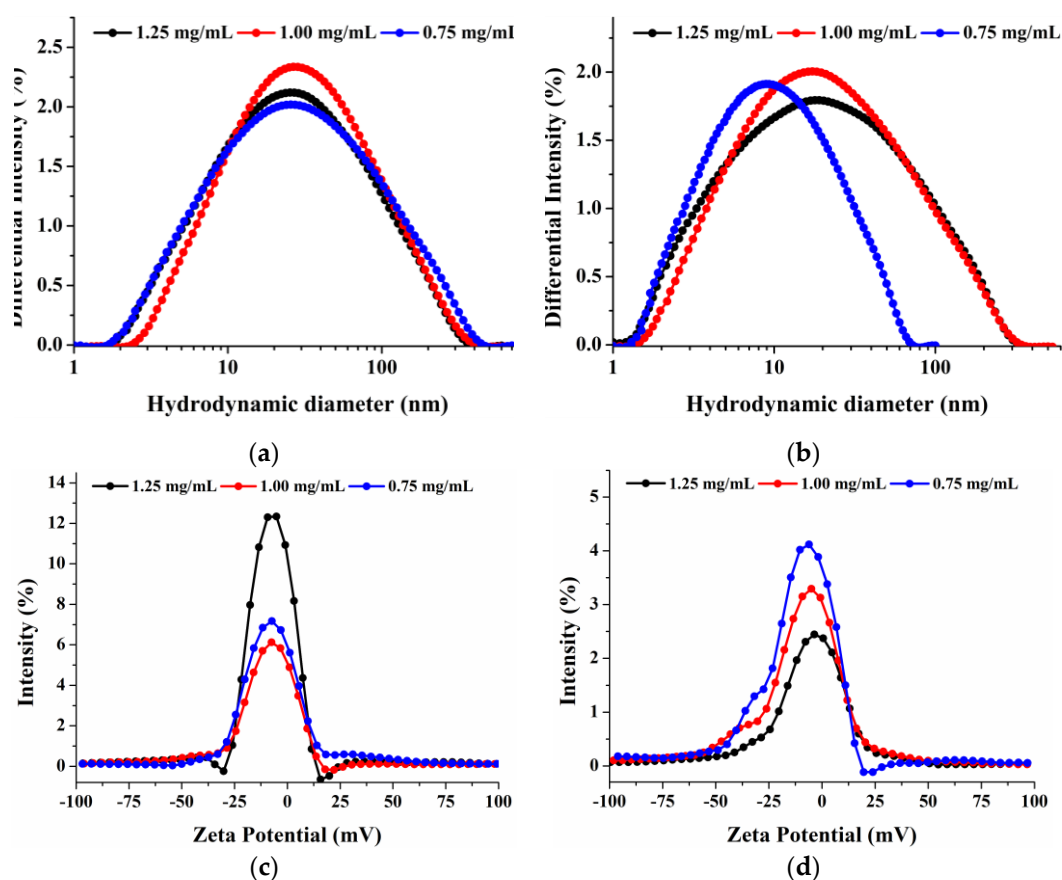 1.25 mg/mL 1.00 mg/mL 0.75 mg/mL
Differential Intensity (%)
2.5
2.0
1.5
1.0
0.5
0.0
1 10 100
Hydrodynamic diameter (nm)
(a)
1.25 mg/mL 1.00 mg/mL 0.75 mg/mL
Differential Intensity (%)
2.0
1.5
1.0
0.5
0.0
1 10 100
Hydrodynamic diameter (nm)
(b)
1.25 mg/mL 1.00 mg/mL 0.75 mg/mL
Intensity (%)
14
12
10
8
6
4
2
0
-100 -75 -50 -25 0 25 50 75 100
Zeta Potential (mV)
(c)
1.25 mg/mL 1.00 mg/mL 0.75 mg/mL
Intensity (%)
5
4
3
2
1
0
-100 -75 -50 -25 0 25 50 75 100
Zeta Potential (mV)
(d)